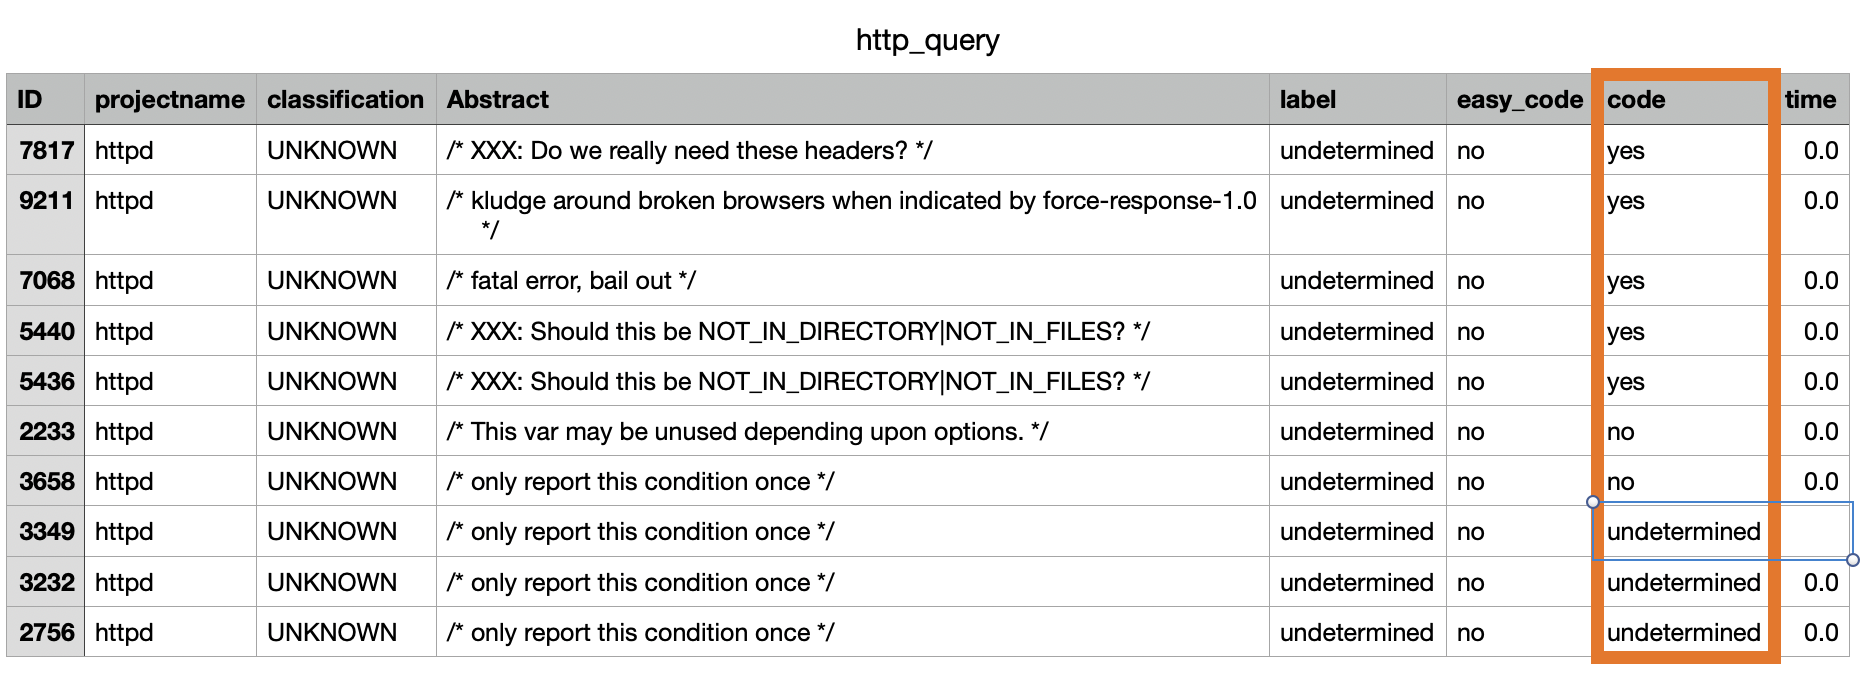 http_query
ID projectname classification Abstract label easy_code code time
7817 httpd UNKNOWN /* XXX: Do we really need these headers? */ undetermined no yes 0.0
9211 httpd UNKNOWN /* kludge around broken browsers when indicated by force-response-1.0 undetermined no yes 0.0
*/
7068 httpd UNKNOWN /* fatal error, bail out */ undetermined no yes 0.0
5440 httpd UNKNOWN /* XXX: Should this be NOT_IN_DIRECTORY|NOT_IN_FILES? */ undetermined no yes 0.0
5436 httpd UNKNOWN /* XXX: Should this be NOT_IN_DIRECTORY|NOT_IN_FILES? */ undetermined no yes 0.0
2233 httpd UNKNOWN /* This var may be unused depending upon options. */ undetermined no no 0.0
3658 httpd UNKNOWN /* only report this condition once */ undetermined no no 0.0
3349 httpd UNKNOWN /* only report this condition once */ undetermined no undetermined
3232 httpd UNKNOWN /* only report this condition once */ undetermined no undetermined 0.0
2756 httpd UNKNOWN /* only report this condition once */ undetermined no undetermined 0.0